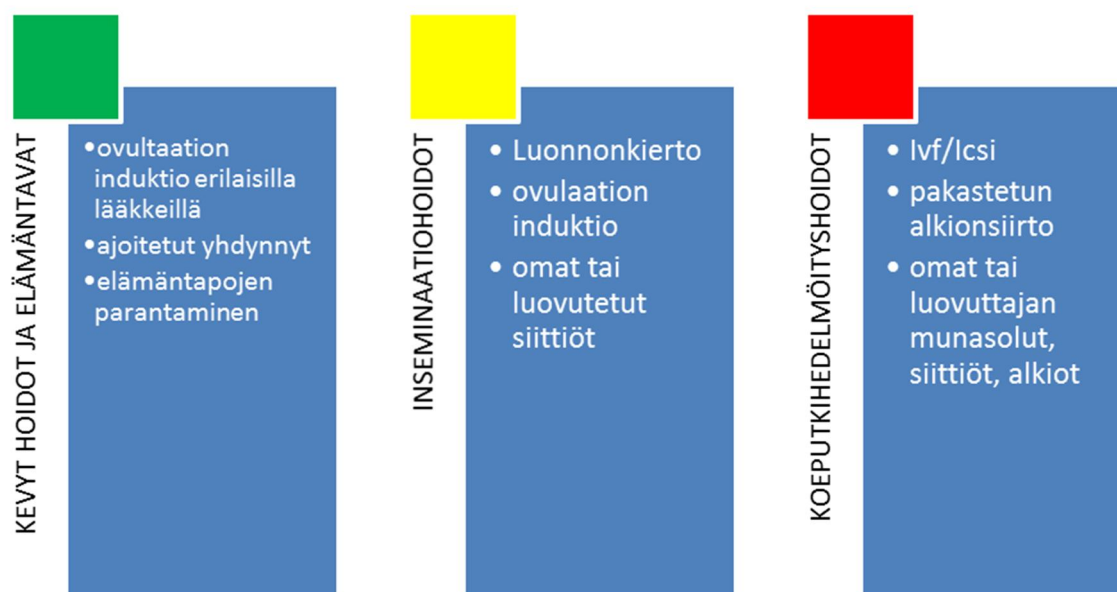 KEVYT HOIDOT JA ELÄMÄNTAVAT
•ovultaation
induktio erilaisilla
lääkkeillä
•ajoitetut yhdynnyt
•elämäntapojen
parantaminen
INSEMINAATIOHOIDOT
• Luonnonkierto
• ovulaation
induktio
• omat tai
luovutetut
siittiöt
KOEPUTKIHEDELMÖITYSHOIDOT
• Ivf/Icsi
• pakastetun
alkionsiirto
• omat tai
luovuttajan
munasolut,
siittiöt, alkiot